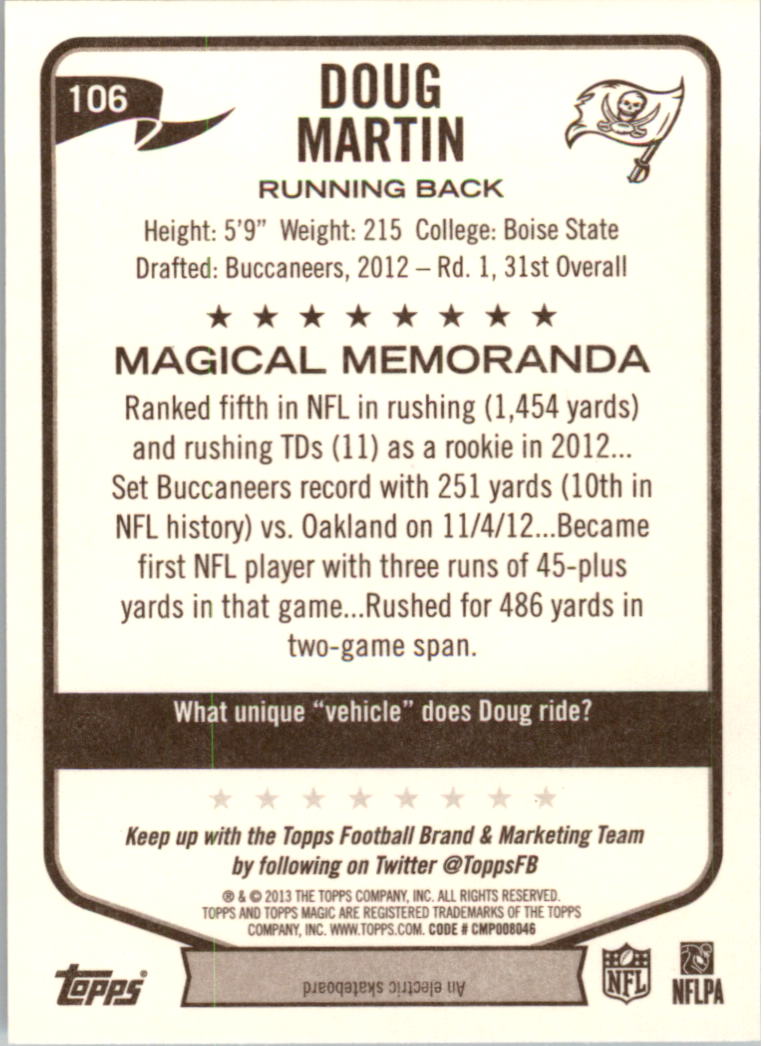 106
DOUG
MARTIN
RUNNING BACK
Height: 5'9" Weight: 215 College: Boise State
Drafted: Buccaneers, 2012 – Rd. 1, 31st Overall
MAGICAL MEMORANDA
Ranked fifth in NFL in rushing (1,454 yards)
and rushing TDs (11) as a rookie in 2012...
Set Buccaneers record with 251 yards (10th in
NFL history) vs. Oakland on 11/4/12...Became
first NFL player with three runs of 45-plus
yards in that game...Rushed for 486 yards in
two-game span.
What unique “vehicle” does Doug ride?
Keep up with the Topps Football Brand & Marketing Team
by following on Twitter @ToppsFB
® & © 2013 THE TOPPS COMPANY, INC. ALL RIGHTS RESERVED.
TOPPS AND TOPPS MAGIC ARE REGISTERED TRADEMARKS OF THE TOPPS
COMPANY, INC. WWW.TOPPS.COM. CODE # CMP008046
Topps®
An electric skateboard
NFL
NFLPA